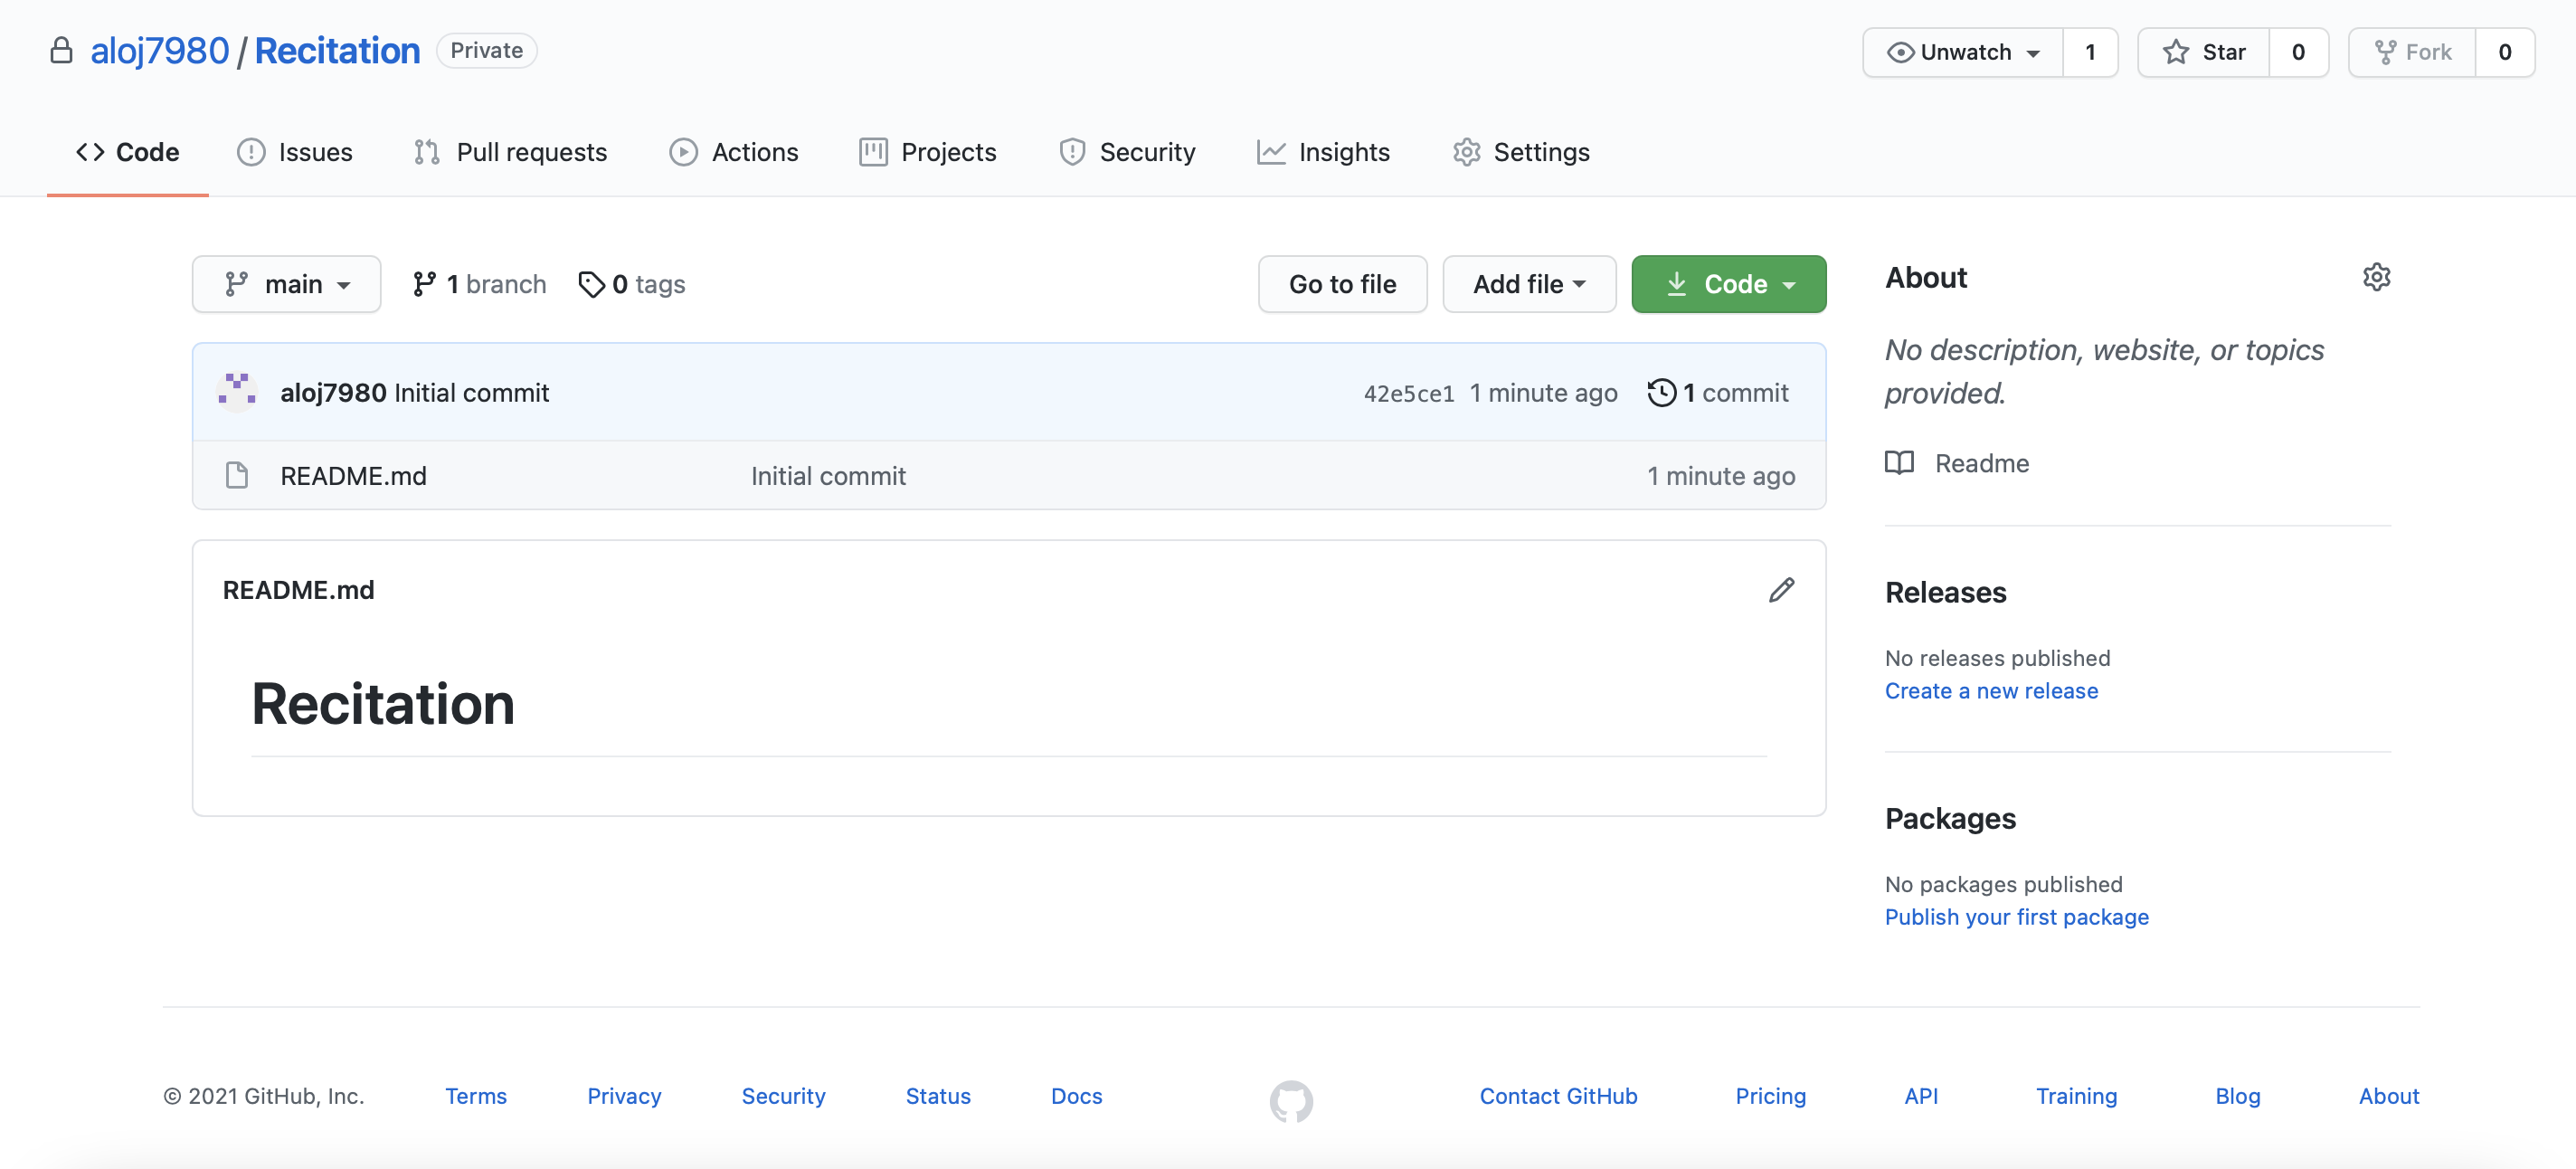 aloj7980 / Recitation Private Unwatch 1 Star 0 Fork 0
Code Issues Pull requests Actions Projects Security Insights Settings
main 1 branch 0 tags Go to file Add file Code
aloj7980 Initial commit 42e5ce1 1 minute ago 1 commit
README.md Initial commit 1 minute ago
README.md
Recitation
About
No description, website, or topics
provided.
Readme
Releases
No releases published
Create a new release
Packages
No packages published
Publish your first package
© 2021 GitHub, Inc. Terms Privacy Security Status Docs Contact GitHub Pricing API Training Blog About